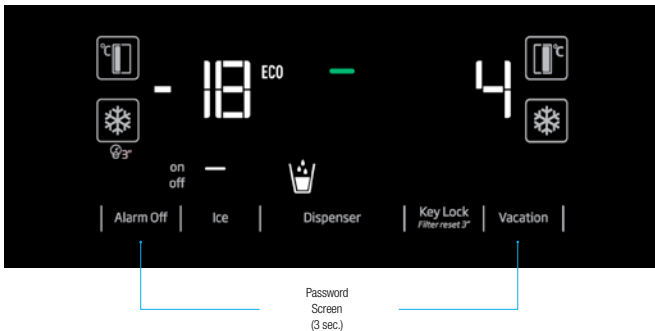 °C
°C
-18 ECO
4
3"
on
off
Alarm Off
Ice
Dispenser
Key Lock
Filter reset 3"
Vacation
Password
Screen
(3 sec.)